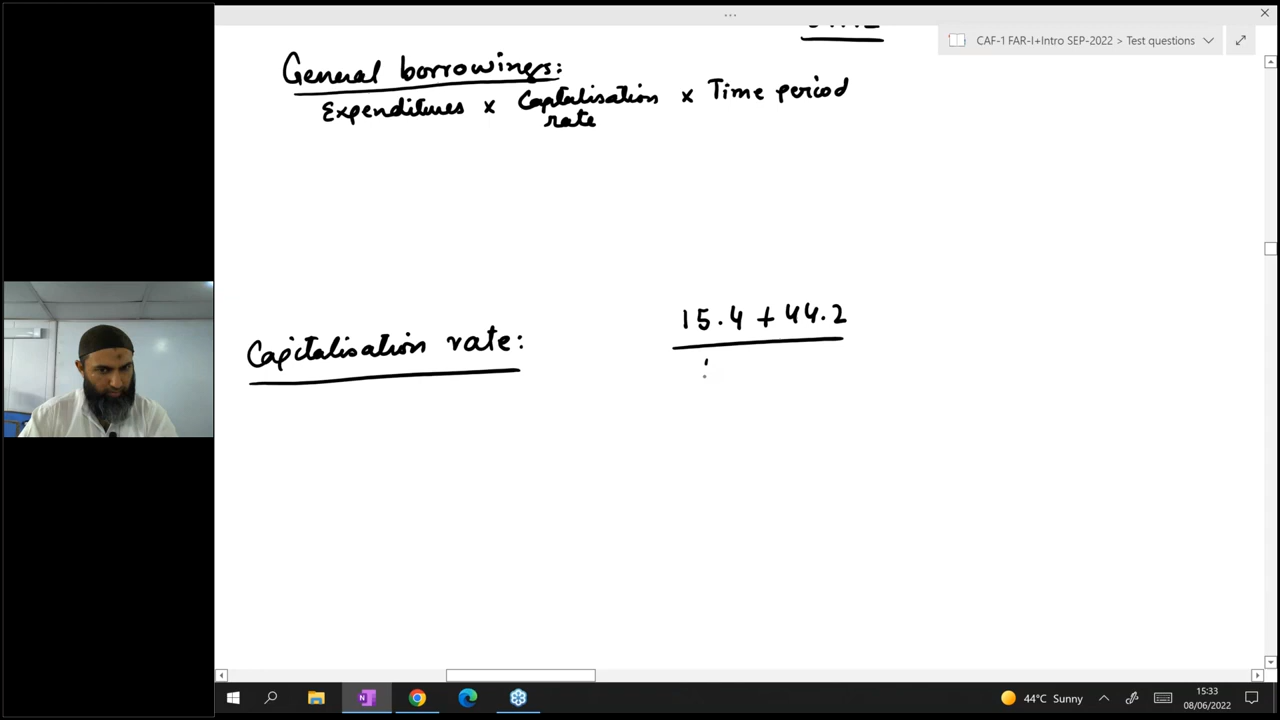 CAF-1 FAR-I+Intro SEP-2022 > Test questions
General borrowings:
Expenditures x Captalisation rate x Time period
15.4 + 44.2
Capitalisation rate:
44°C Sunny
15:33
08/06/2022